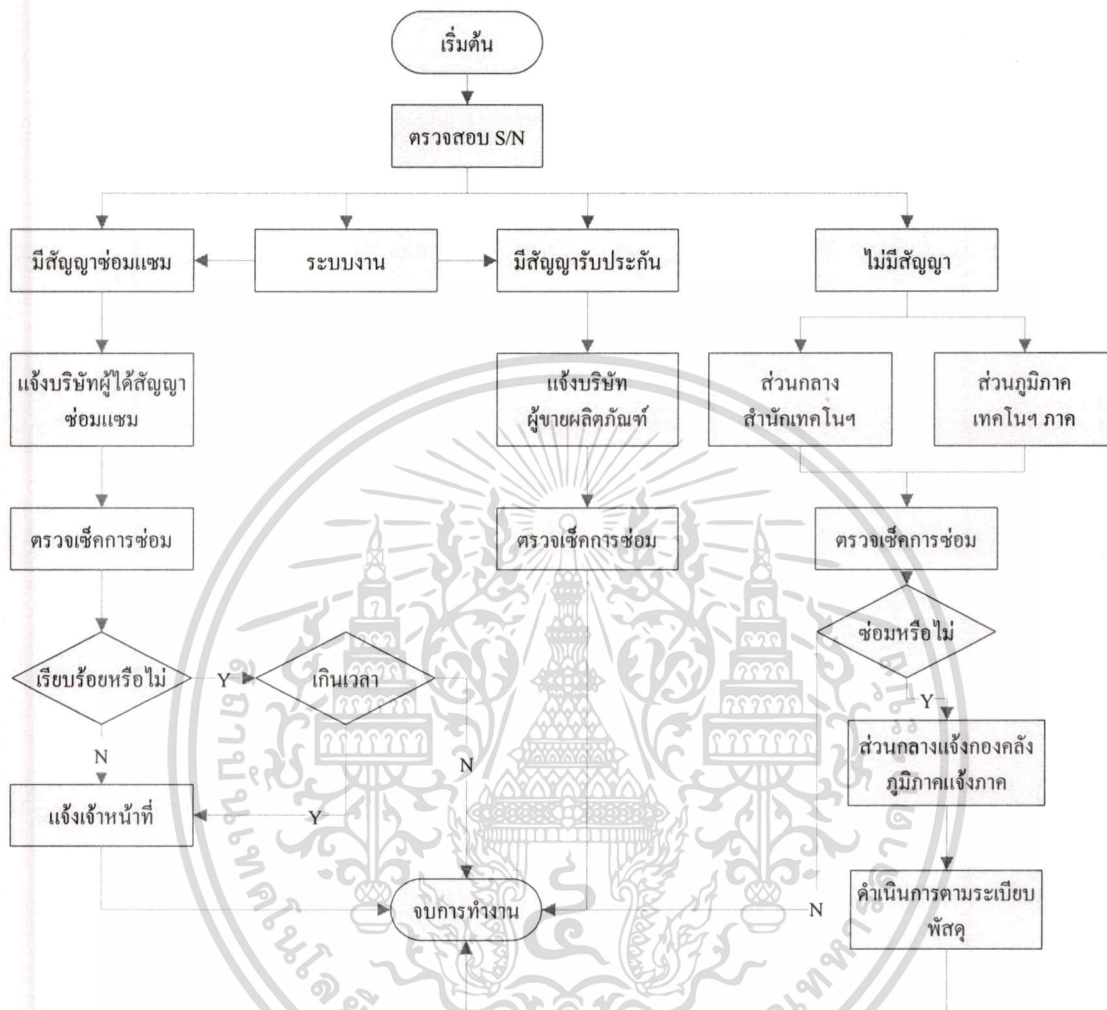 เริ่มต้น
ตรวจสอบ S/N
มีสัญญาซ่อมแซม
ระบบงาน
มีสัญญารับประกัน
ไม่มีสัญญา
แจ้งบริษัทผู้ได้สัญญา
ซ่อมแซม
แจ้งบริษัท
ผู้ขายผลิตภัณฑ์
ส่วนกลาง
สำนักเทคโนฯ
ส่วนภูมิภาค
เทคโนฯ ภาค
ตรวจเช็คการซ่อม
ตรวจเช็คการซ่อม
ตรวจเช็คการซ่อม
ซ่อมหรือไม่
เรียบร้อยหรือไม่
Y
เกินเวลา
Y
N
N
ส่วนกลางแจ้งกองคลัง
ภูมิภาคแจ้งภาค
แจ้งเจ้าหน้าที่
Y
จบการทำงาน
N
ดำเนินการตามระเบียบ
พัสดุ